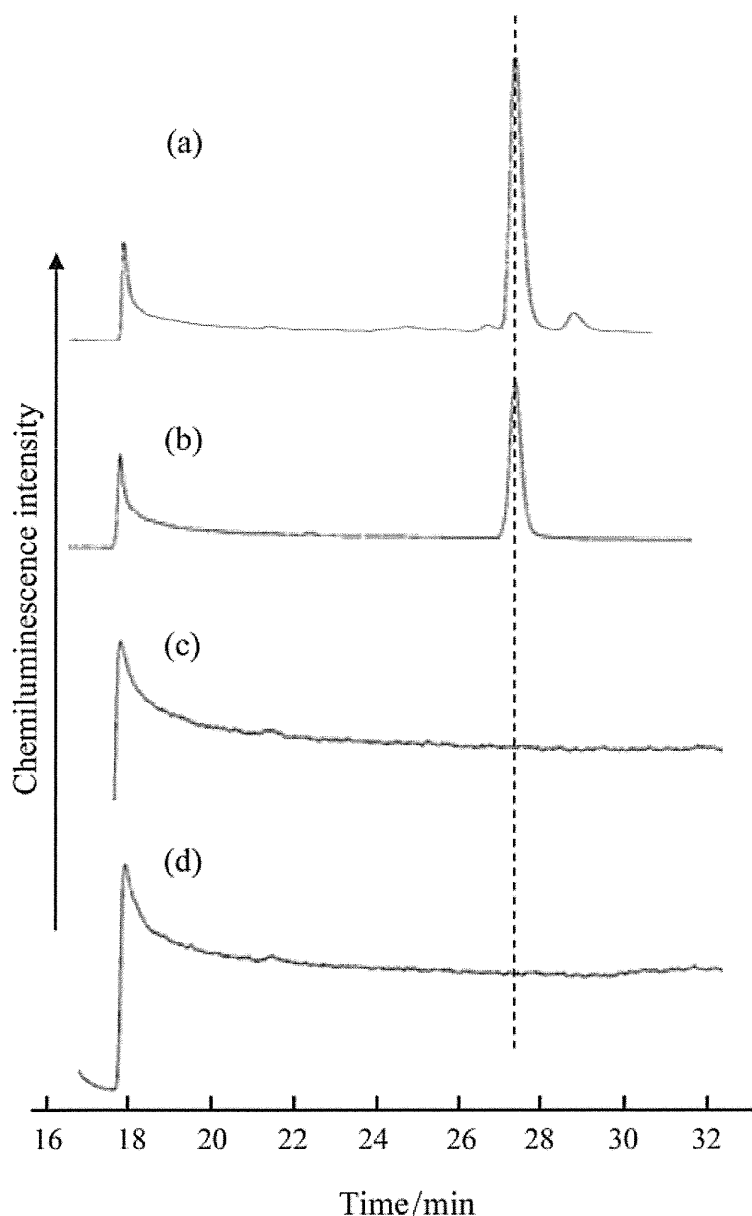 (a)
(b)
(c)
(d)
Chemiluminescence intensity
16 18 20 22 24 26 28 30 32
Time/min